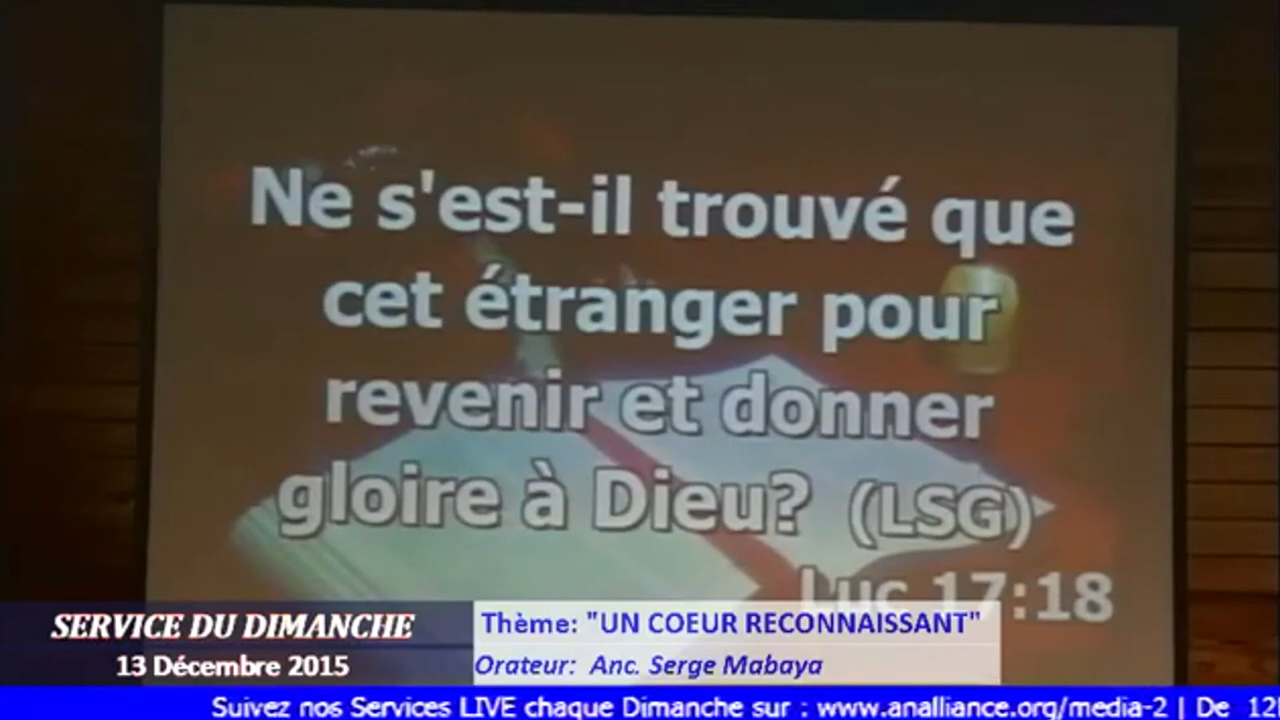 Ne s'est-il trouvé que
cet étranger pour
revenir et donner
gloire à Dieu? (LSG)
Luc 17:18
SERVICE DU DIMANCHE
13 Décembre 2015
Thème: "UN COEUR RECONNAISSANT"
Orateur: Anc. Serge Mabaya
Suivez nos Services LIVE chaque Dimanche sur : www.analliance.org/media-2 | De 12